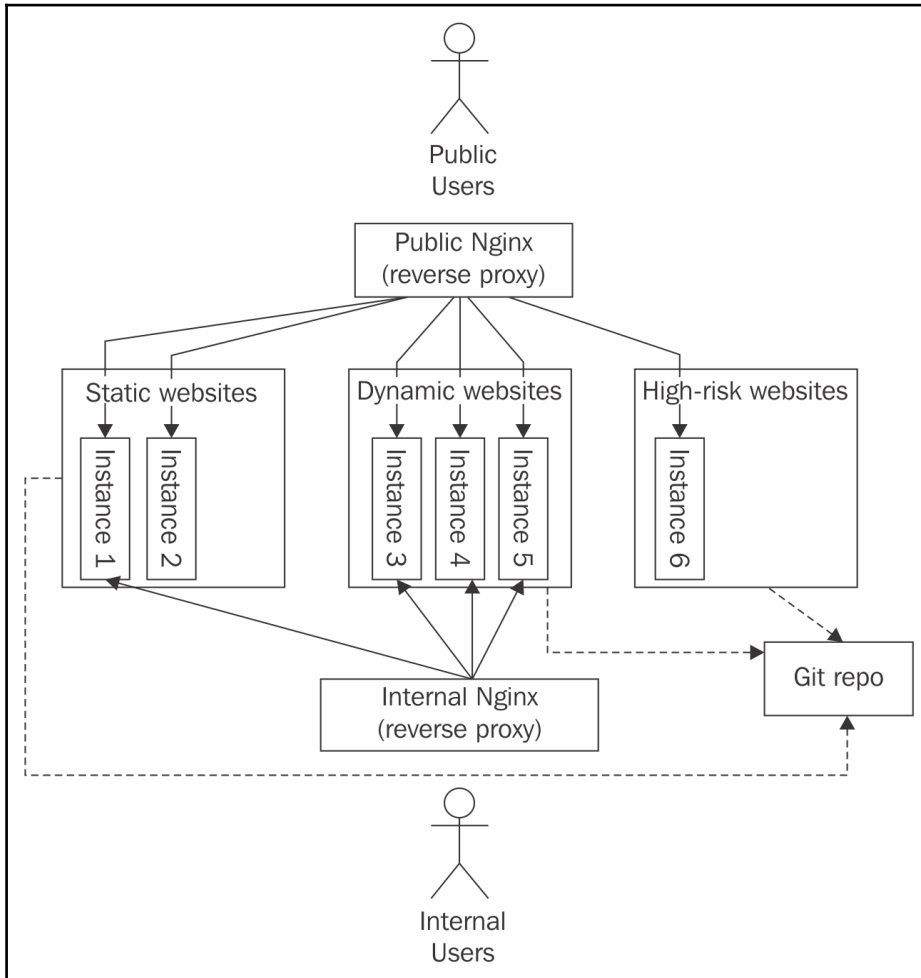 Public
Users
Public Nginx
(reverse proxy)
Static websites
Dynamic websites
High-risk websites
Instance 1
Instance 2
Instance 3
Instance 4
Instance 5
Instance 6
Git repo
Internal Nginx
(reverse proxy)
Internal
Users